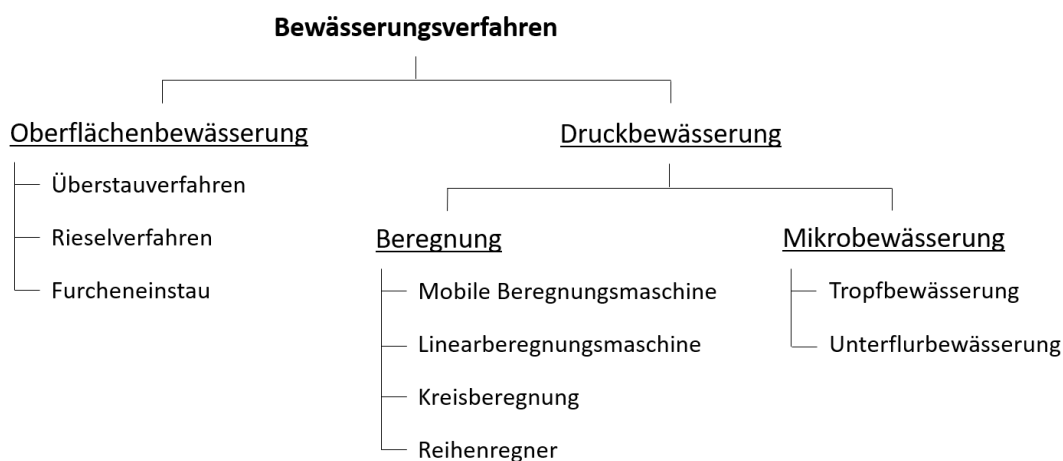 Bewässerungsverfahren
Oberflächenbewässerung
Überstauverfahren
Rieselverfahren
Furcheneinstau
Druckbewässerung
Beregnung
Mobile Beregnungsmaschine
Linearberegnungsmaschine
Kreisberegnung
Reihenregner
Mikrobewässerung
Tropfbewässerung
Unterflurbewässerung